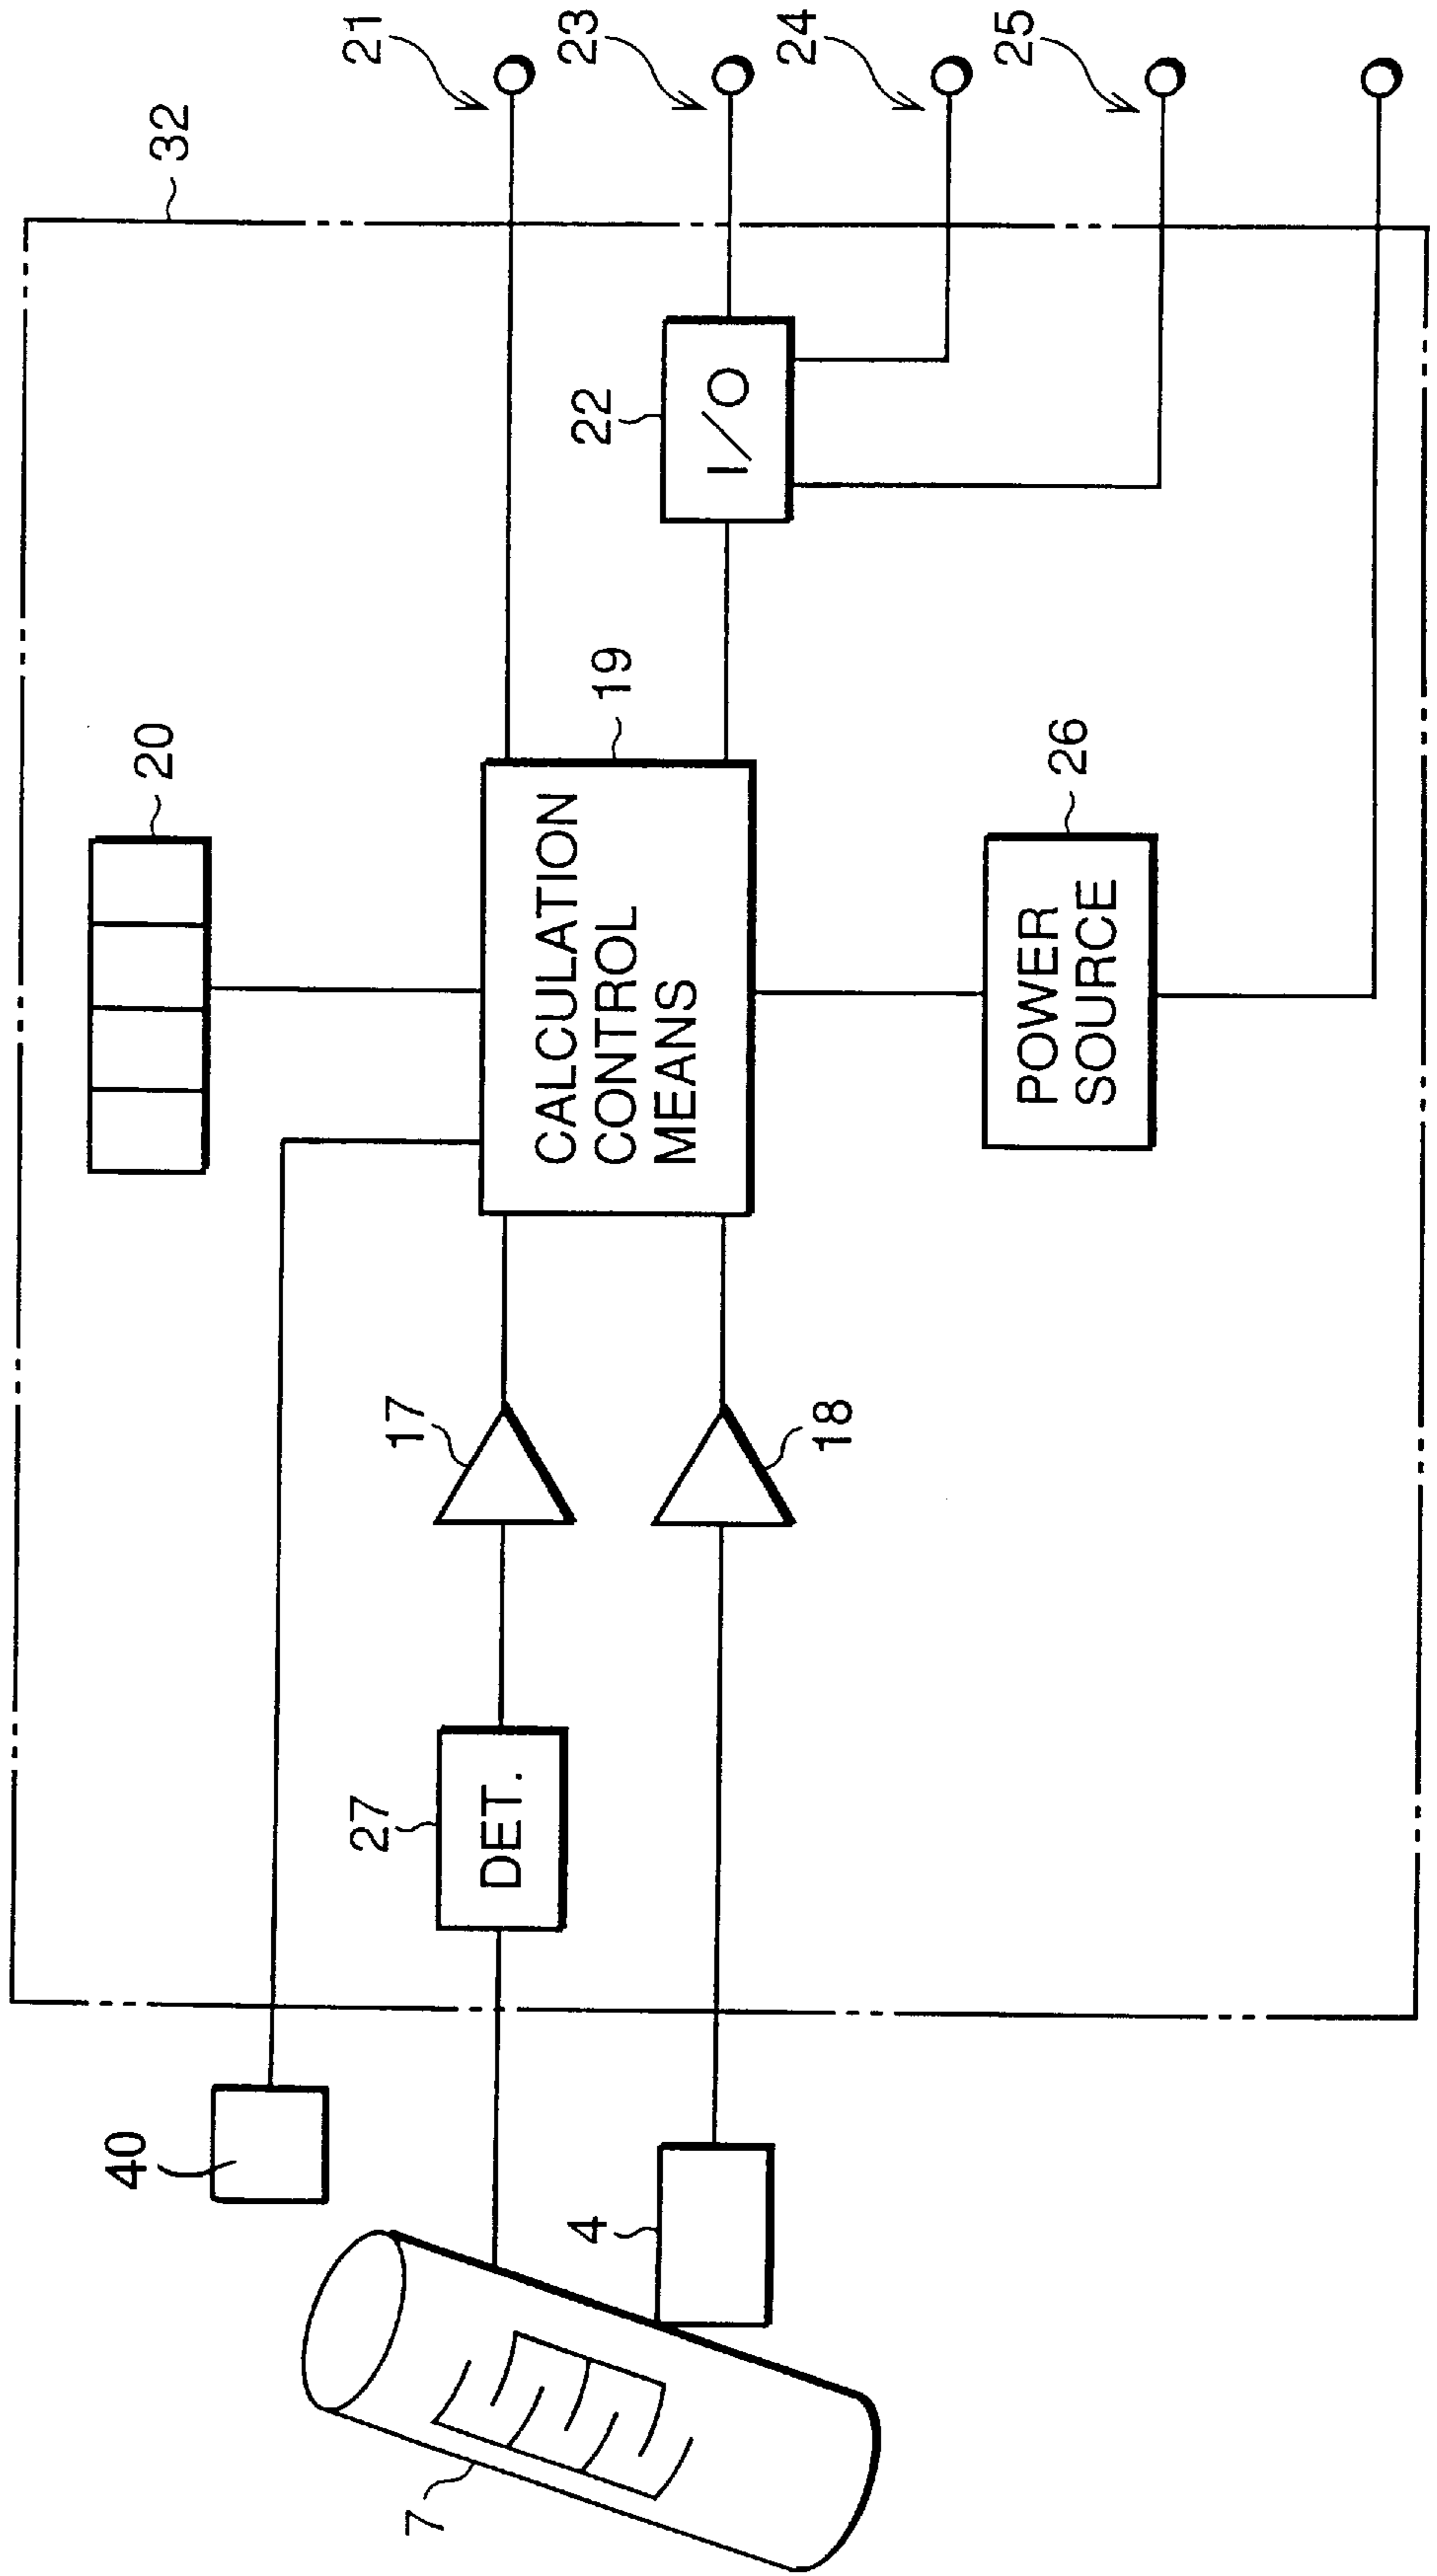 32
21
23
24
25
20
19
22
I/O
CALCULATION
CONTROL
MEANS
26
POWER
SOURCE
17
18
27
DET.
40
4
7